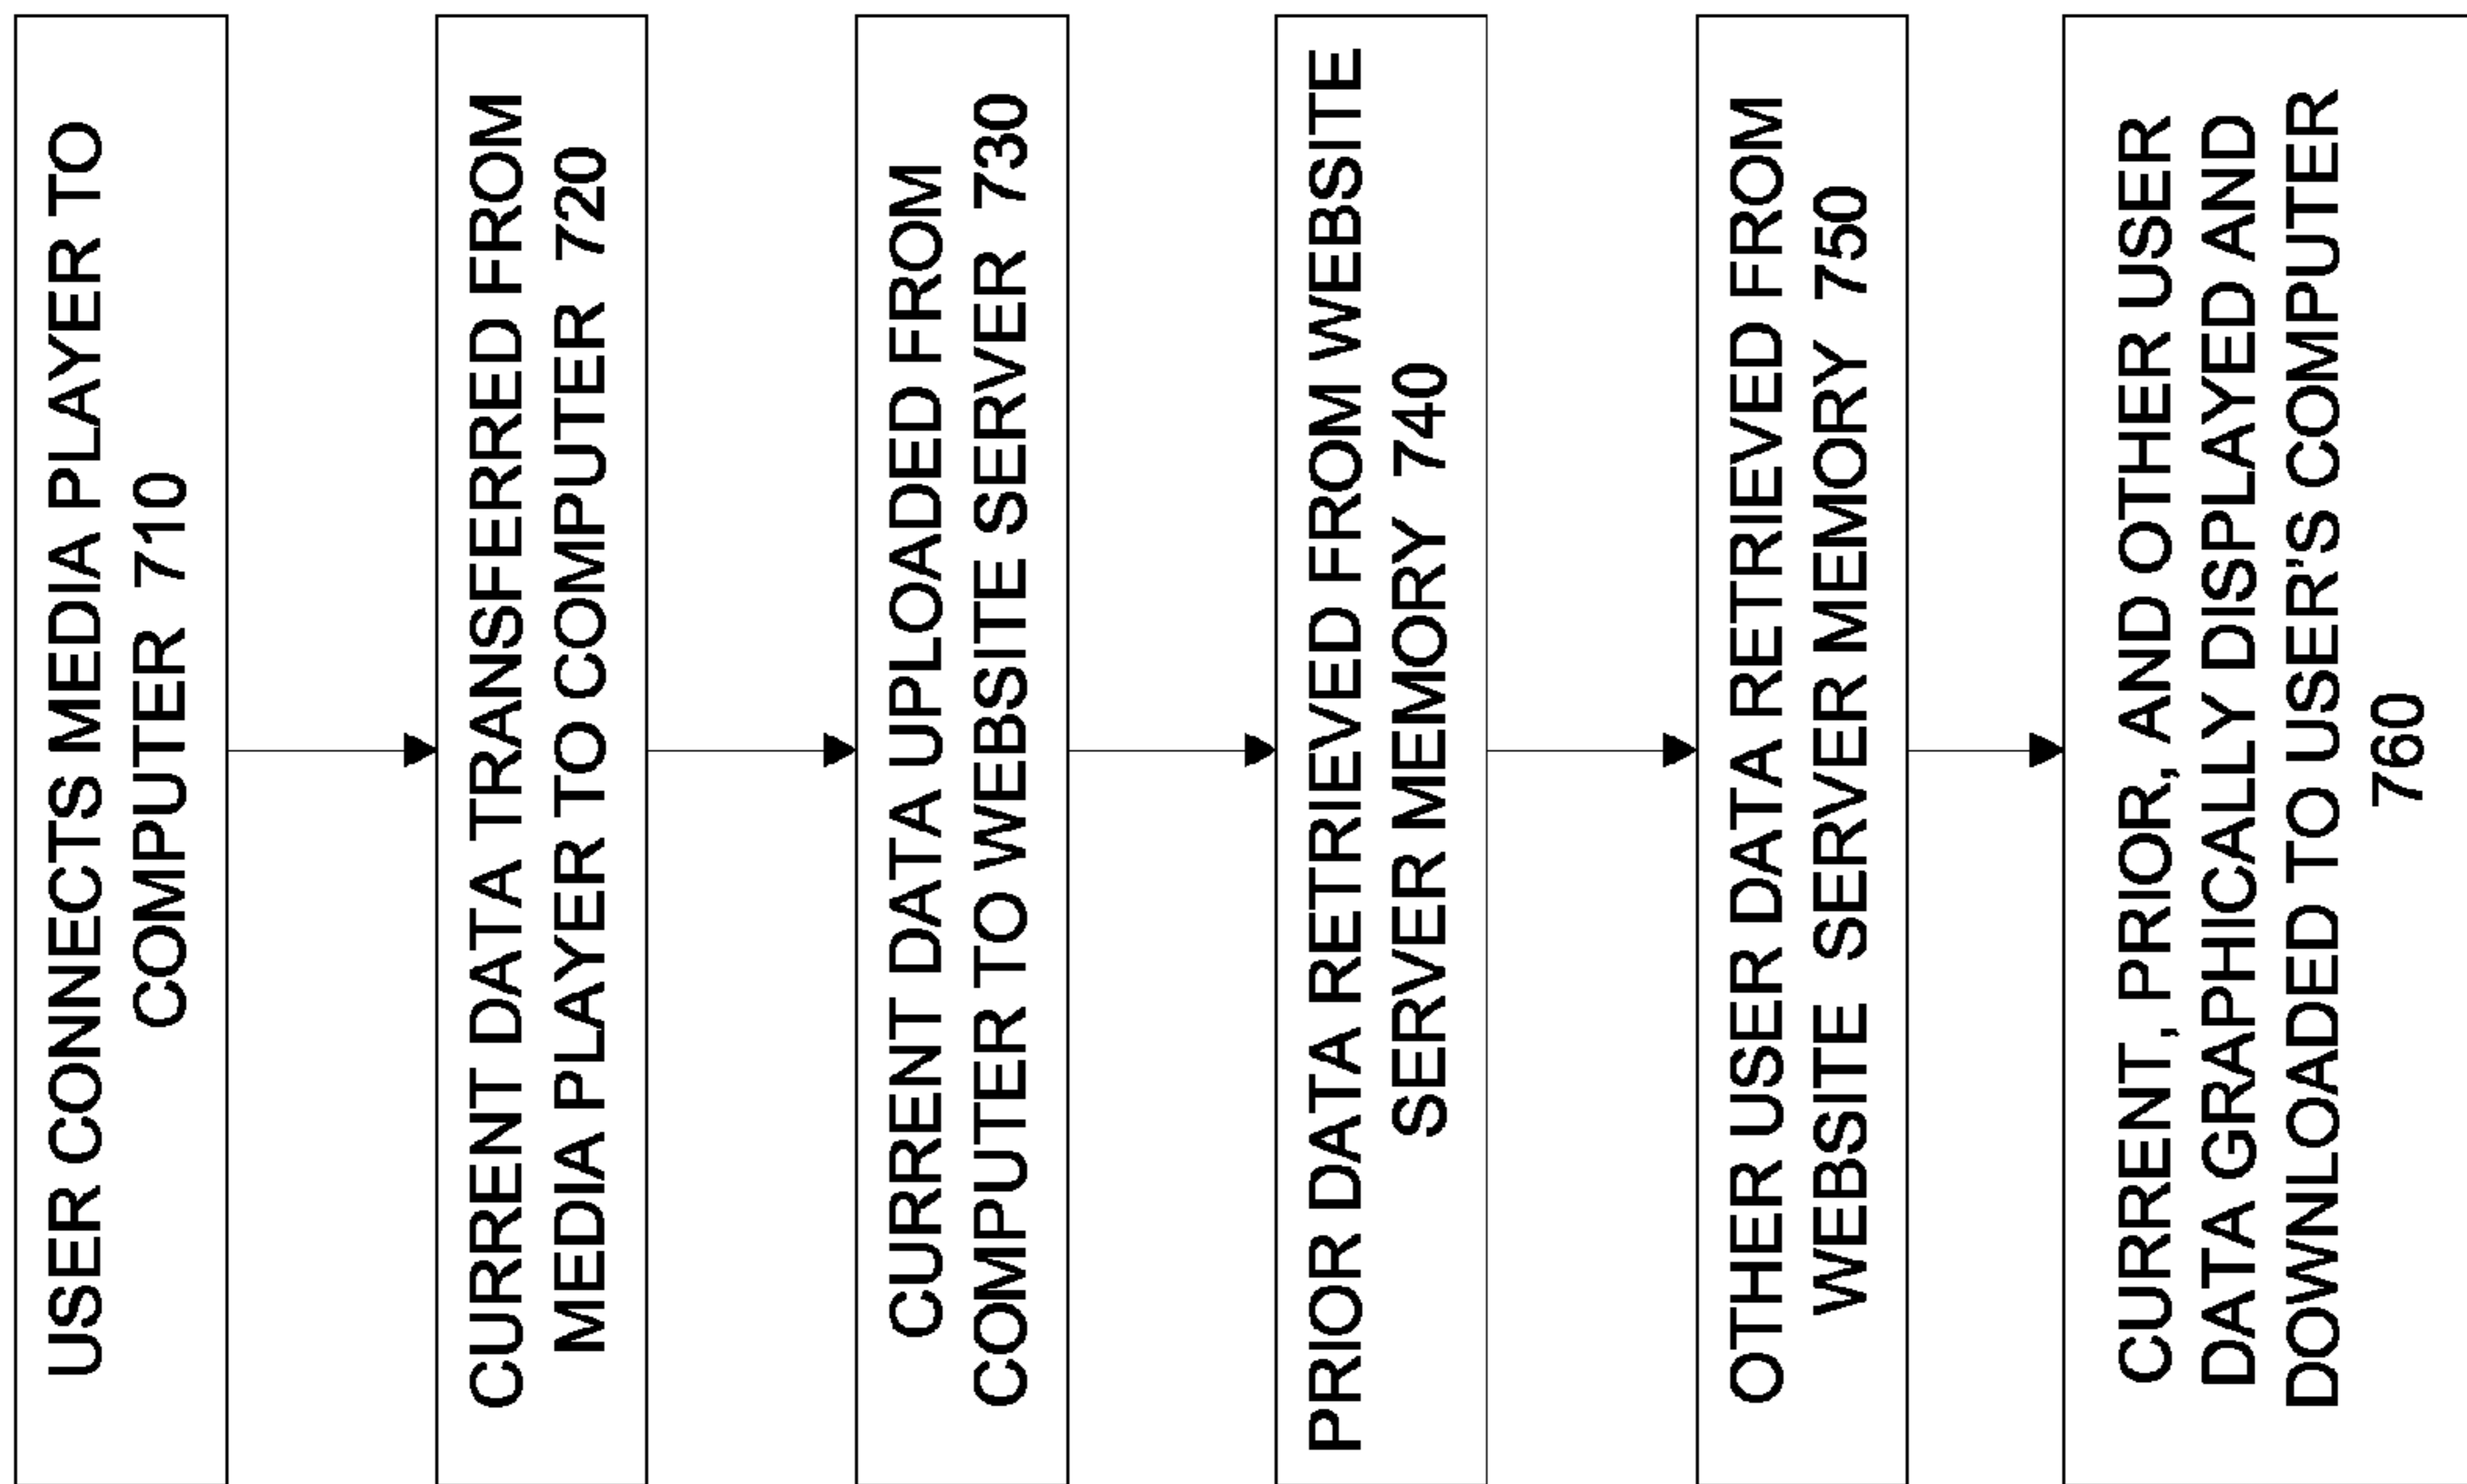 USER CONNECTS MEDIA PLAYER TO
COMPUTER 710
CURRENT DATA TRANSFERRED FROM
MEDIA PLAYER TO COMPUTER 720
CURRENT DATA UPLOADED FROM
COMPUTER TO WEBSITE SERVER 730
PRIOR DATA RETRIEVED FROM WEBSITE
SERVER MEMORY 740
OTHER USER DATA RETRIEVED FROM
WEBSITE SERVER MEMORY 750
CURRENT, PRIOR, AND OTHER USER
DATA GRAPHICALLY DISPLAYED AND
DOWNLOADED TO USER'S COMPUTER
760